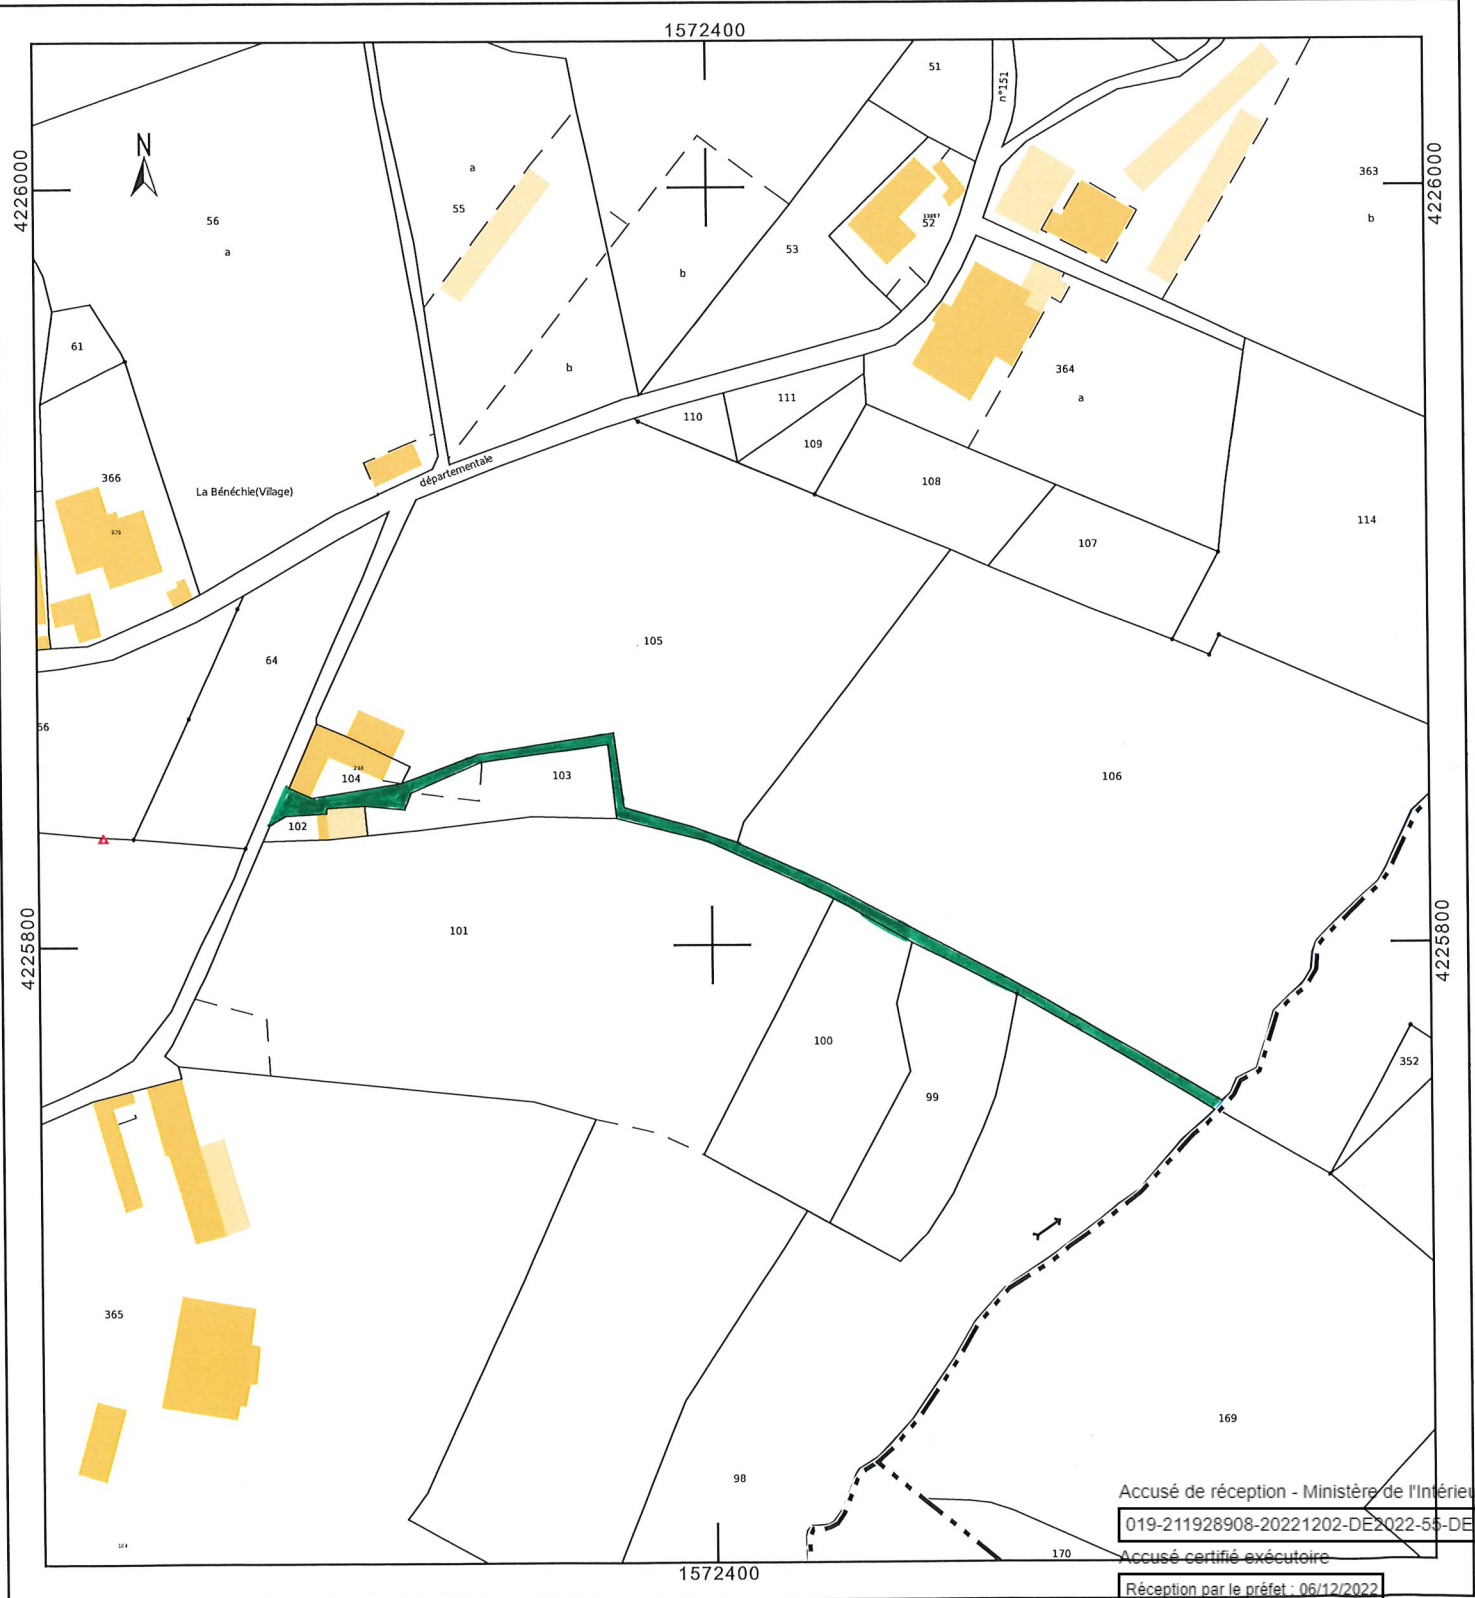 1572400
51
n°151
N
4226000
4226000
a
363
55
56
b
52
a
53
b
61
b
364
a
111
110
109
départementale
366
108
La Bénéchie(Village)
114
107
105
64
66
106
104
103
102
101
4225800
4225800
100
352
99
365
169
98
170
Accusé de réception - Ministère de l'Intérieu
019-211928908-20221202-DE2022-55-DE
Accusé certifié exécutoire
Réception par le préfet : 06/12/2022
1572400